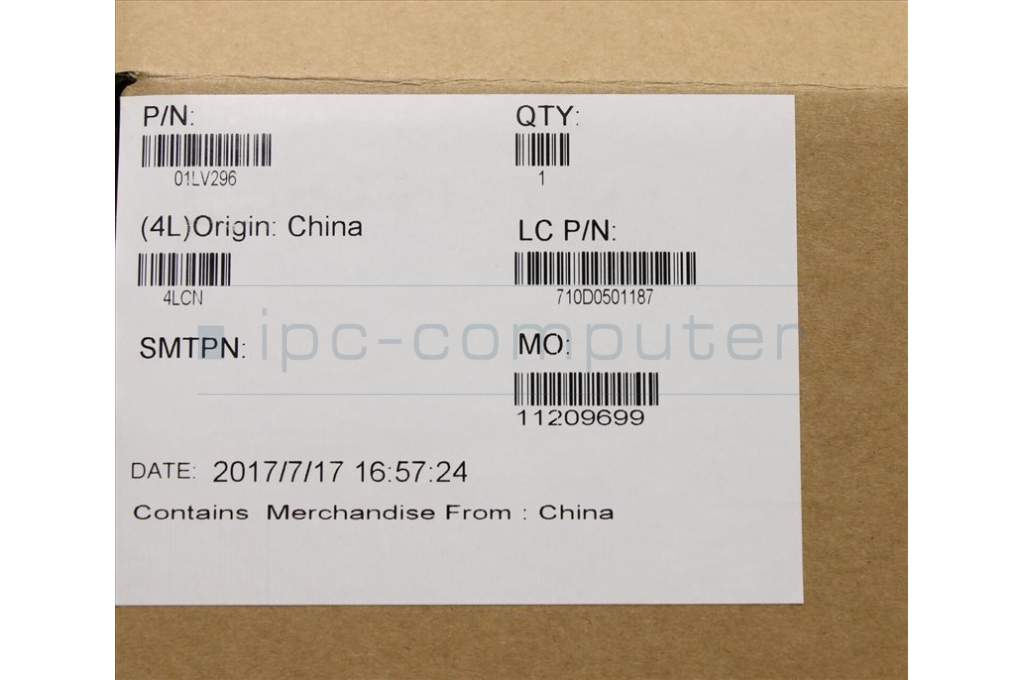 P/N:
01LV296
QTY:
1
(4L)Origin: China
4LCN
LC P/N:
710D0501187
SMTPN:
MO:
11209699
ipc-computer
DATE: 2017/7/17 16:57:24
Contains Merchandise From : China